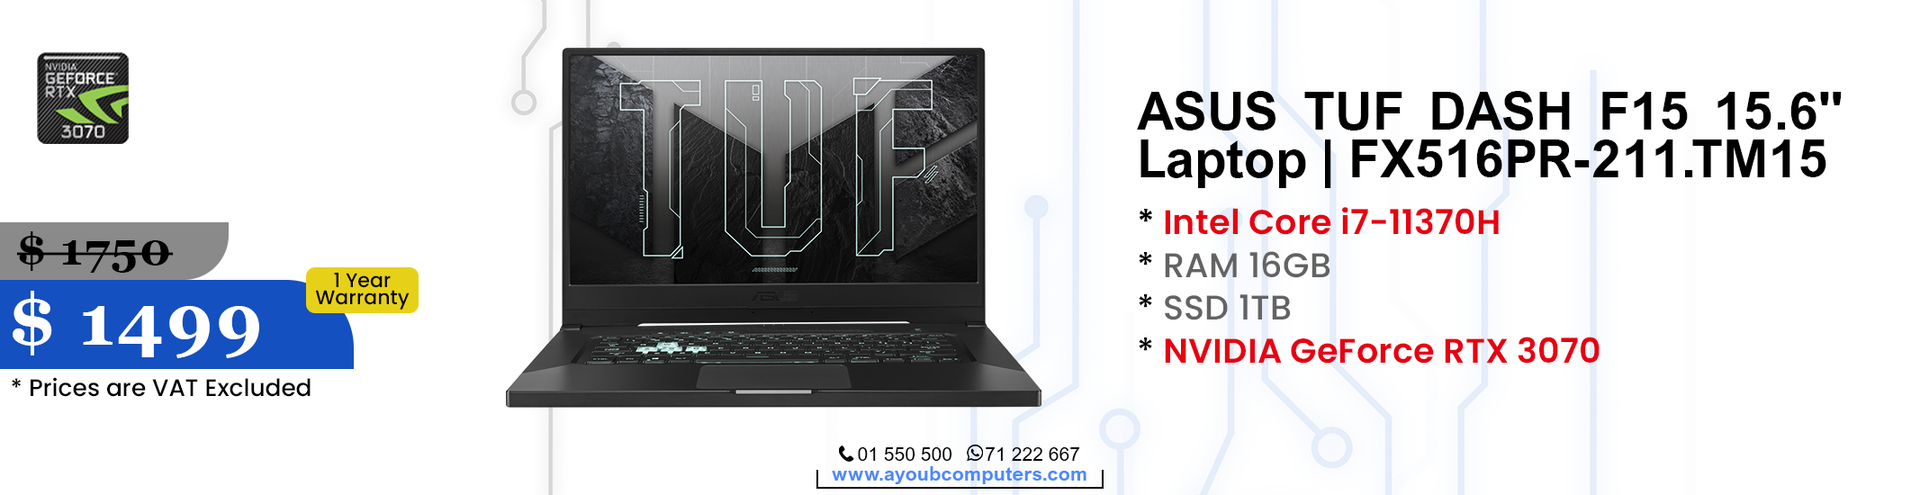 NVIDIA
GEFORCE
RTX
3070
$ 1750
$ 1499
1 Year
Warranty
* Prices are VAT Excluded
TUF
ASUS TUF DASH F15 15.6"
Laptop | FX516PR-211.TM15
* Intel Core i7-11370H
* RAM 16GB
* SSD 1TB
* NVIDIA GeForce RTX 3070
01 550 500 71 222 667
www.ayoubcomputers.com